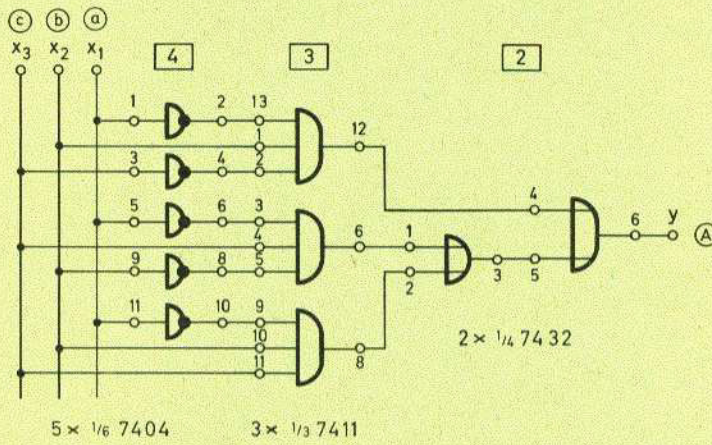 c b a
x3 x2 x1 4 3 2
1 2 13
1 12
3 4 2
4
5 6 3
4 6 1 6 y A
9 8 5 3 5
2
11 10 9
10 2 × 1/4 7432
11 8
5 × 1/6 7404 3 × 1/3 7411